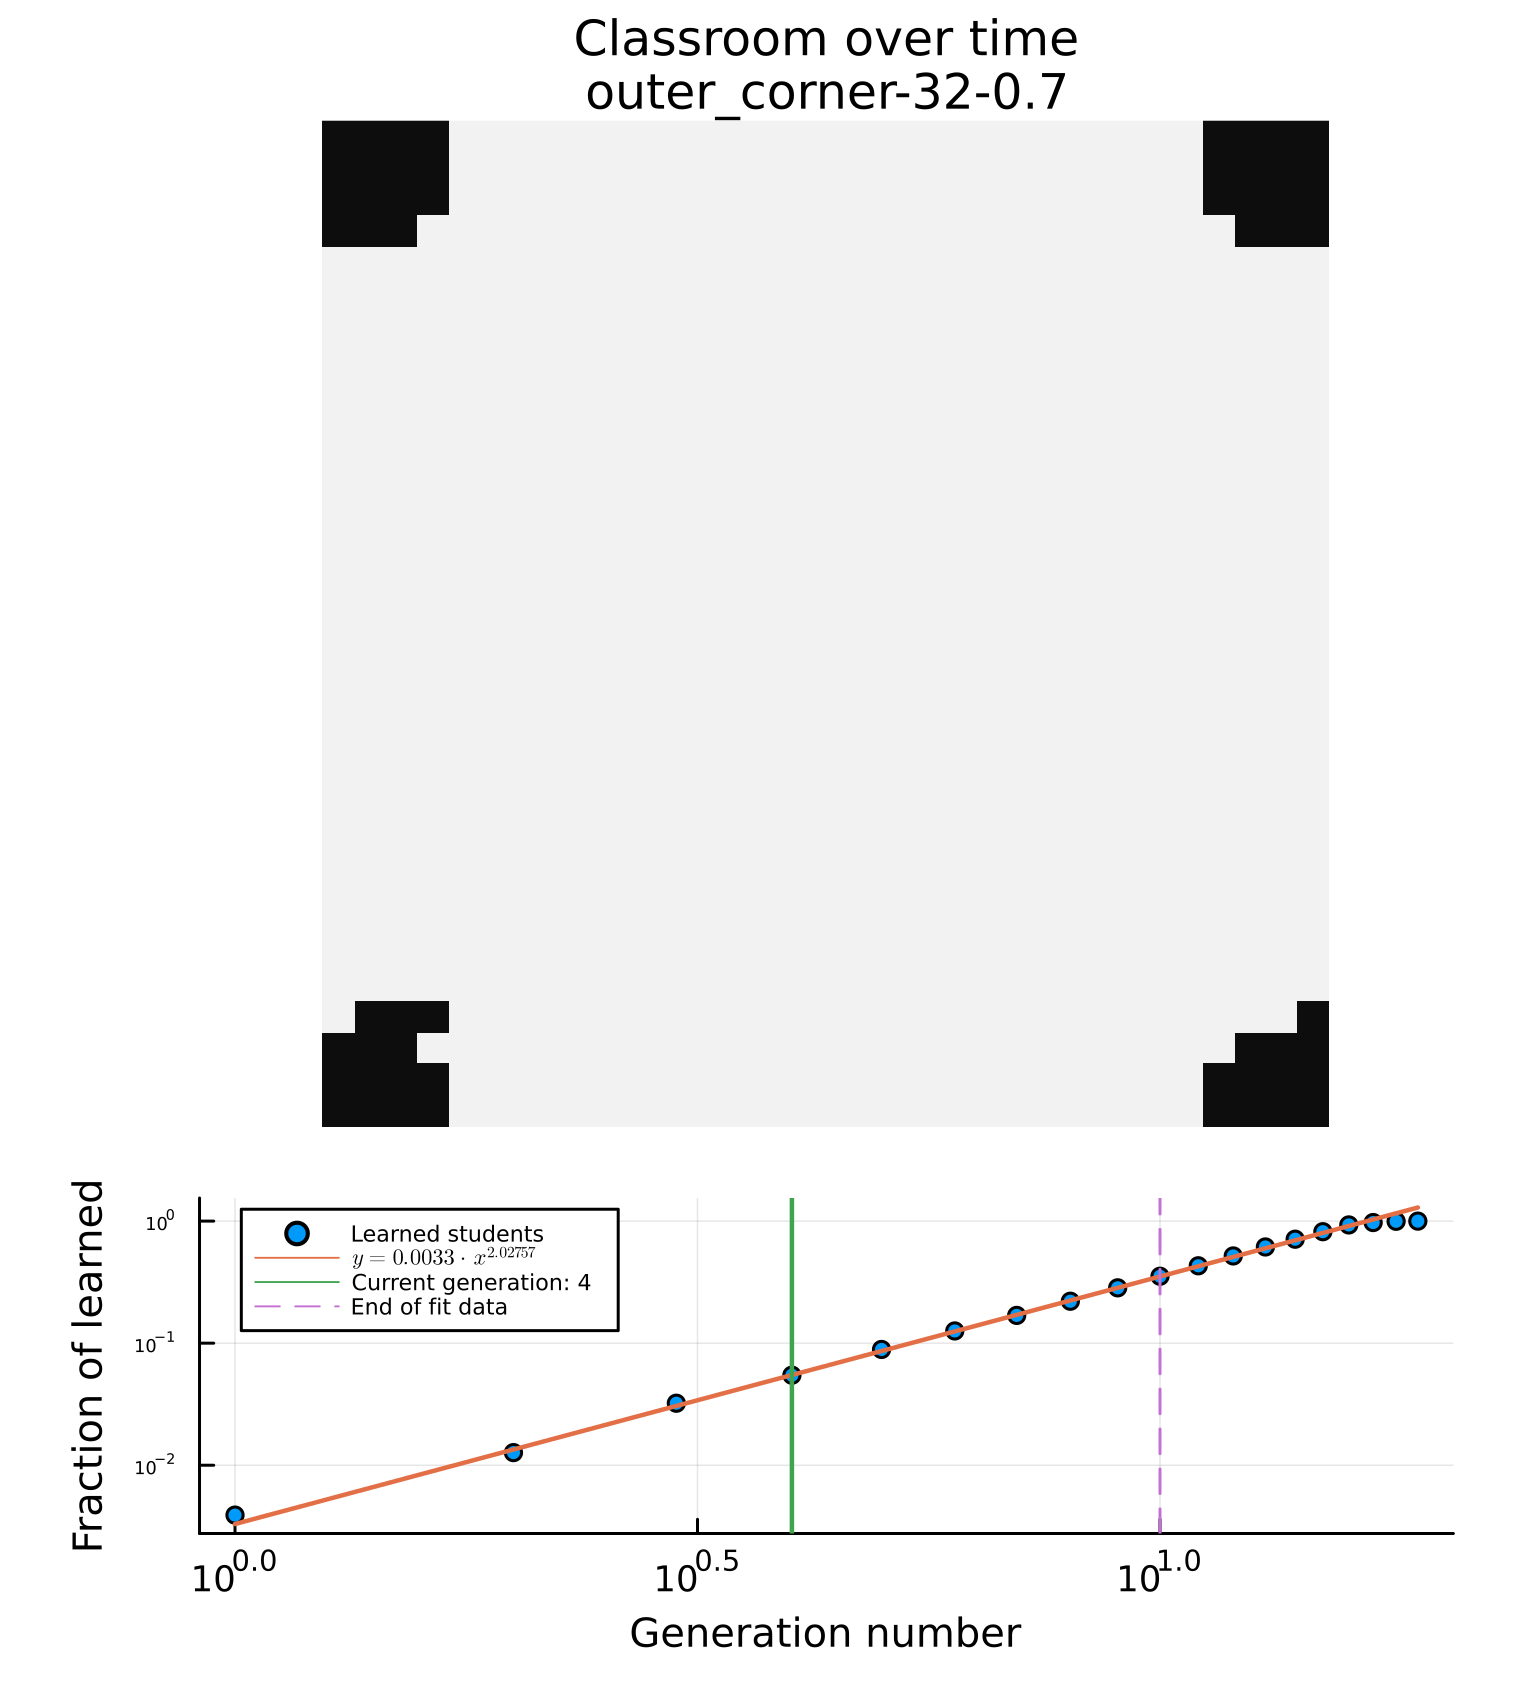 Classroom over time
outer_corner-32-0.7
Fraction of learned
10^0
10^−1
10^−2
Learned students
y = 0.0033 · x^2.02757
Current generation: 4
End of fit data
10^0.0 10^0.5 10^1.0
Generation number